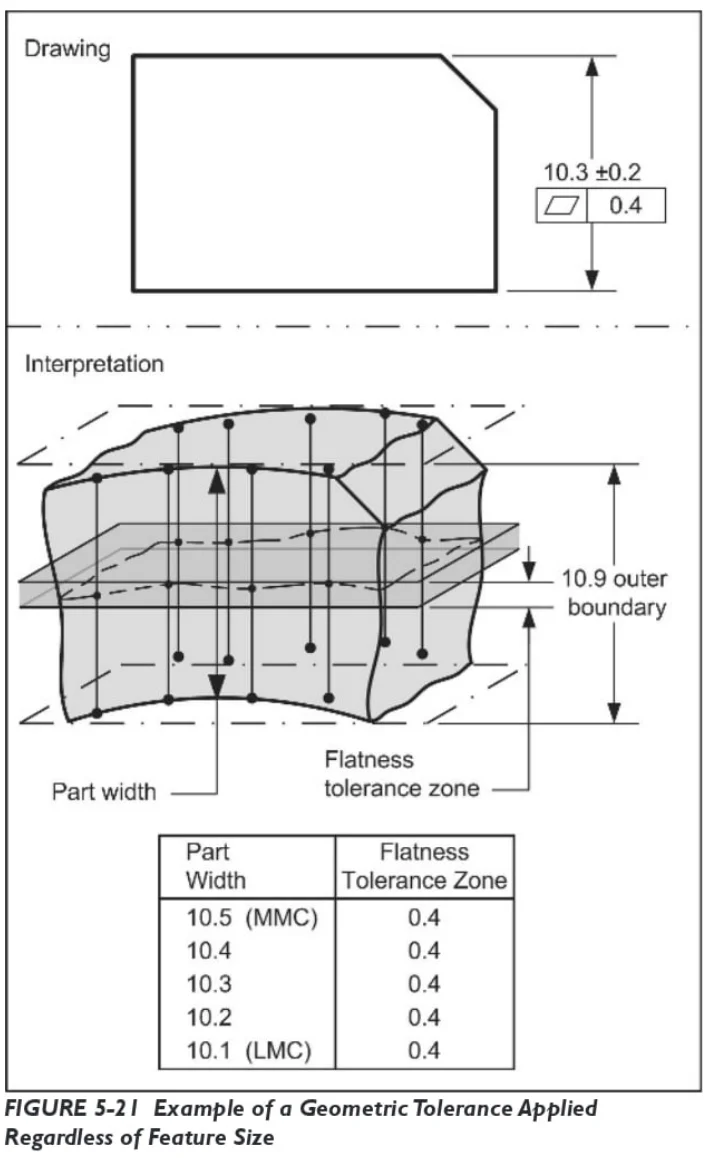 Drawing
10.3 ±0.2
0.4
Interpretation
10.9 outer
boundary
Flatness
tolerance zone
Part width
Part Flatness
Width Tolerance Zone
10.5 (MMC) 0.4
10.4 0.4
10.3 0.4
10.2 0.4
10.1 (LMC) 0.4
FIGURE 5-21 Example of a Geometric Tolerance Applied
Regardless of Feature Size